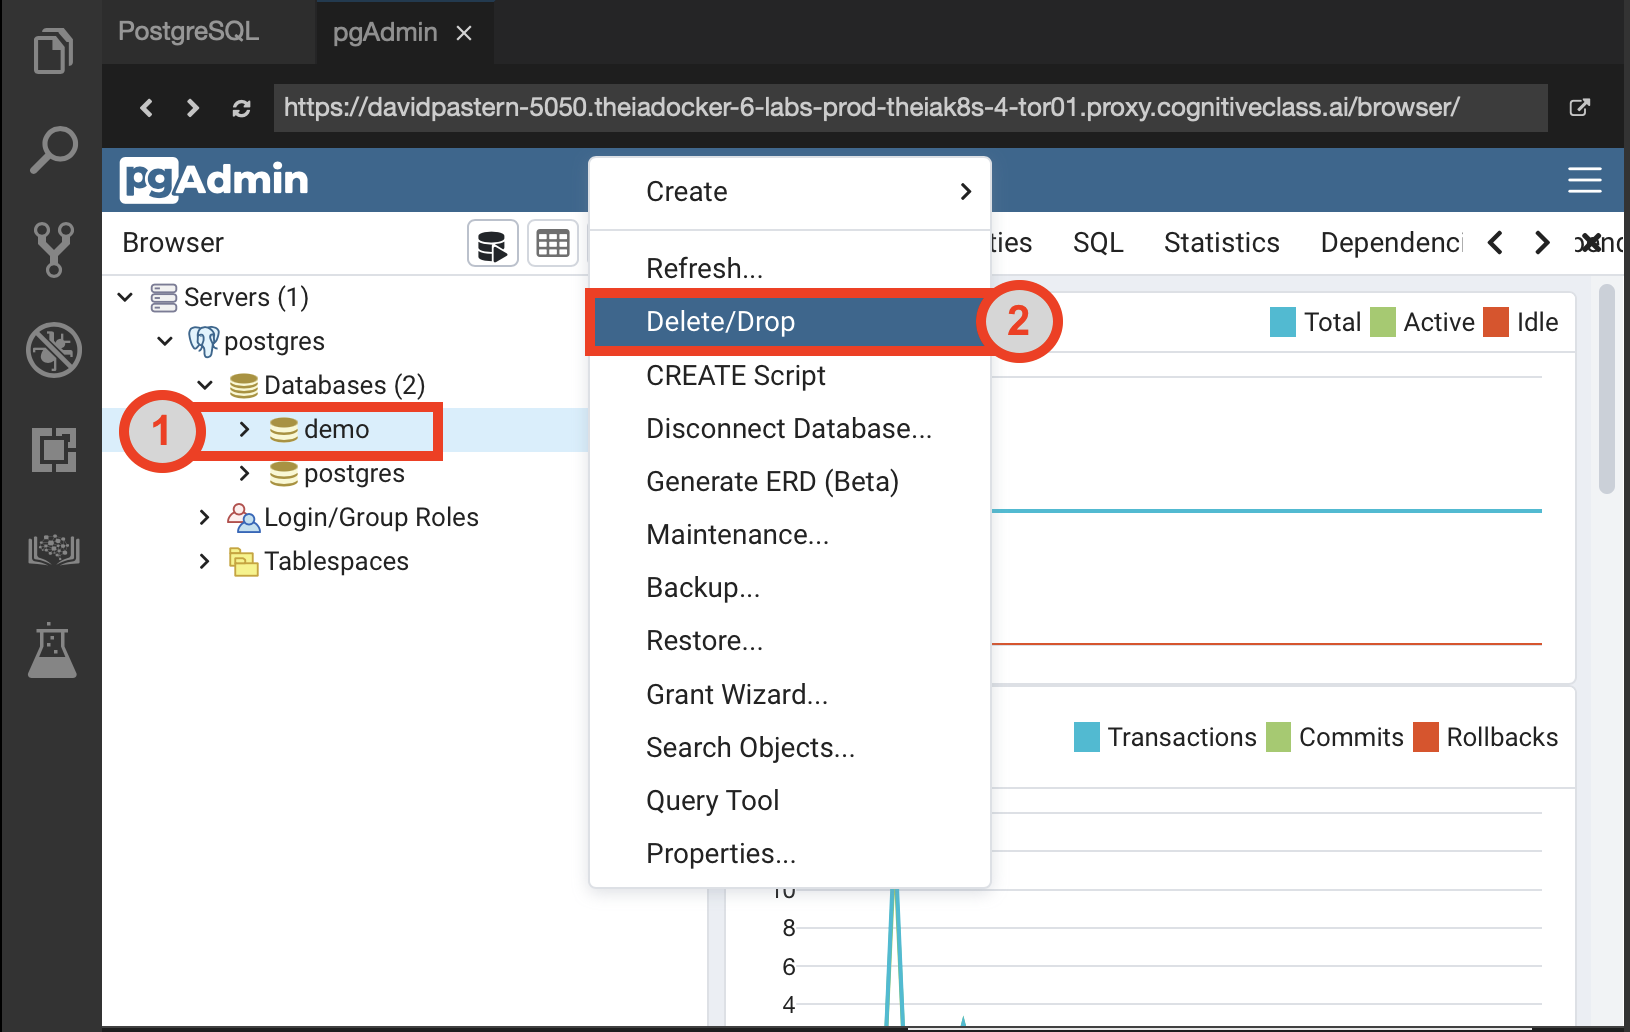 PostgreSQL
pgAdmin
https://davidpastern-5050.theiadocker-6-labs-prod-theiak8s-4-tor01.proxy.cognitiveclass.ai/browser/
pgAdmin
Browser
SQL
Statistics
Servers (1)
postgres
Databases (2)
1
demo
postgres
Login/Group Roles
Tablespaces
Create
Refresh...
Delete/Drop
2
CREATE Script
Disconnect Database...
Generate ERD (Beta)
Maintenance...
Backup...
Restore...
Grant Wizard...
Search Objects...
Query Tool
Properties...
Total Active Idle
Transactions Commits Rollbacks
10
8
6
4